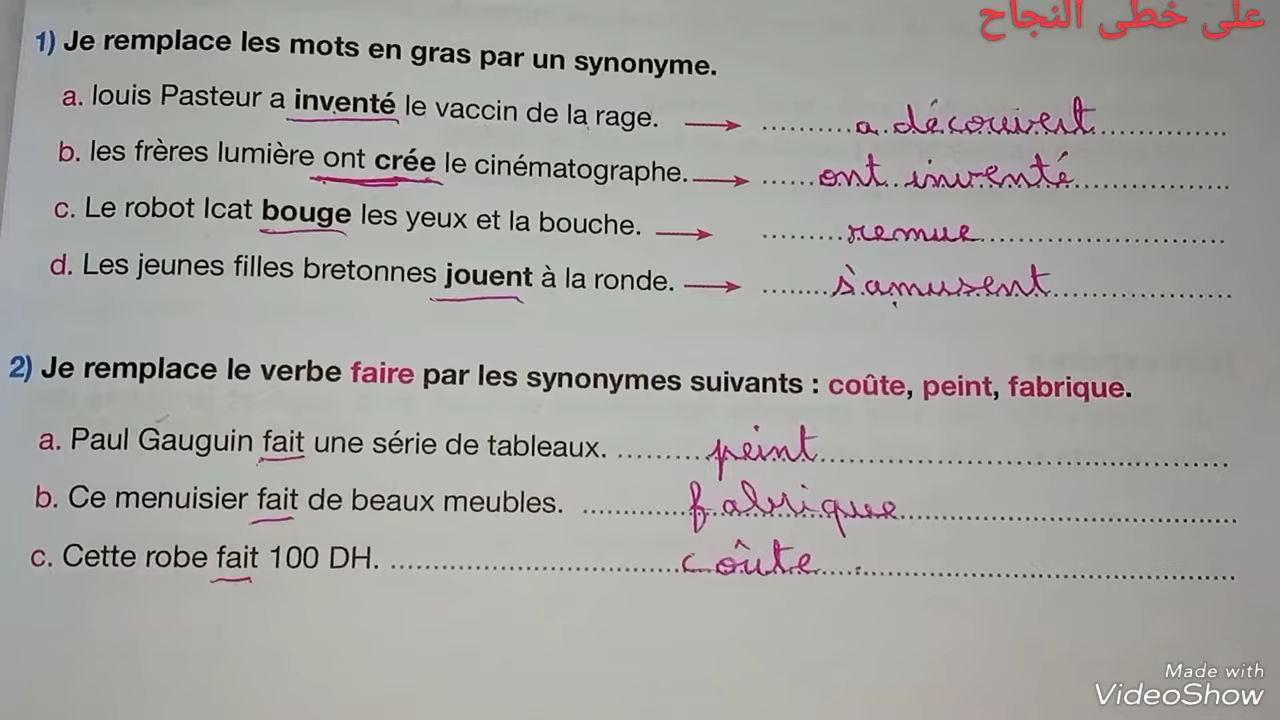 على خطى النجاح
1) Je remplace les mots en gras par un synonyme.
a. louis Pasteur a inventé le vaccin de la rage. → ..........a découvert..............
b. les frères lumière ont crée le cinématographe. → ......ont inventé................
c. Le robot Icat bouge les yeux et la bouche. → .........remue.........................
d. Les jeunes filles bretonnes jouent à la ronde. → ........s'amusent..................
2) Je remplace le verbe faire par les synonymes suivants : coûte, peint, fabrique.
a. Paul Gauguin fait une série de tableaux. ..........peint..........................................
b. Ce menuisier fait de beaux meubles. ............fabrique...................................
c. Cette robe fait 100 DH. .................................coûte..........................................
Made with
VideoShow